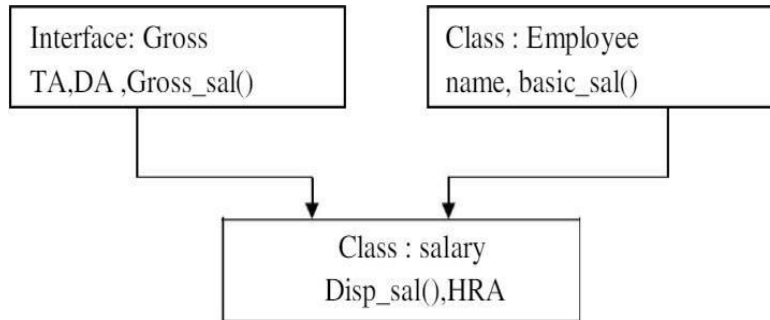 Interface: Gross
TA,DA ,Gross_sal()
Class : Employee
name, basic_sal()
Class : salary
Disp_sal(),HRA